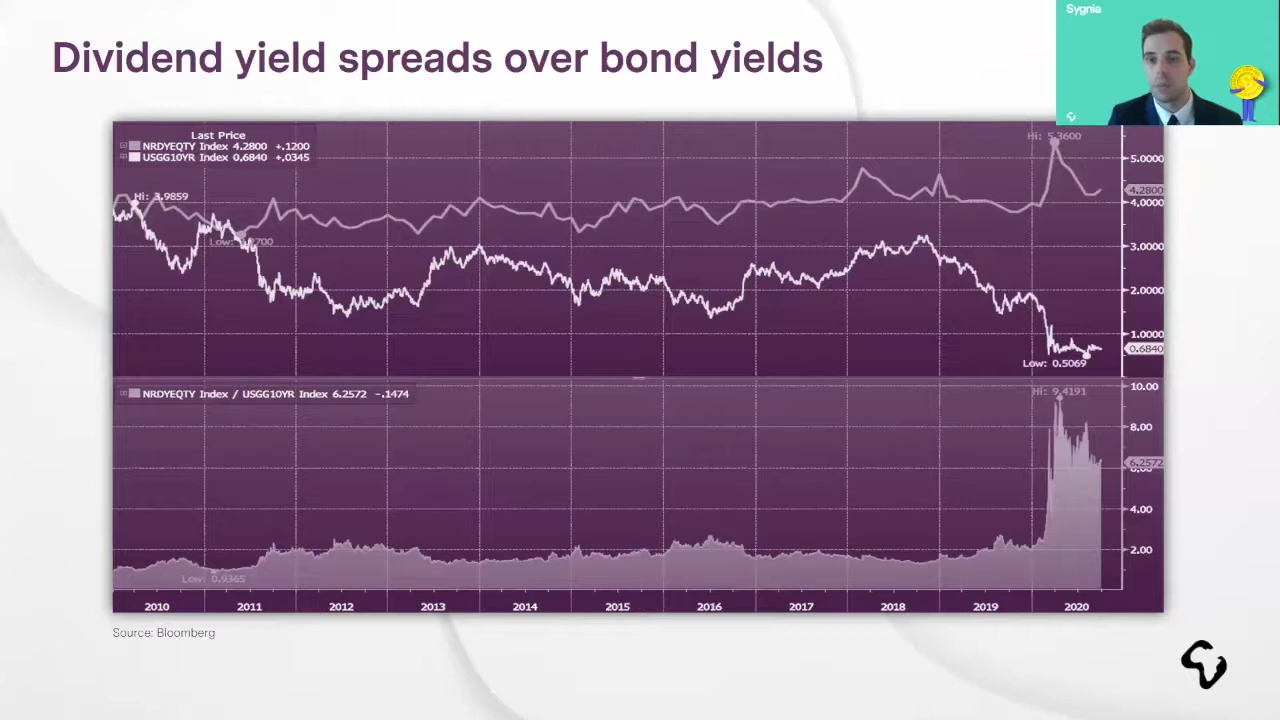 Dividend yield spreads over bond yields
Sygnia
Last Price
NRDYEQTY Index 4.2800 +.1200
USGG10YR Index 0.6840 +.0345
Hi: 5.3600
5.0000
4.2800
Hi: 3.9859
4.0000
3.0000
2.0000
1.0000
0.6840
Low: 0.5069
NRDYEQTY Index / USGG10YR Index 6.2572 -.1474
10.00
Hi: 9.4191
8.00
6.2572
4.00
2.00
Low: 0.9365
2010 2011 2012 2013 2014 2015 2016 2017 2018 2019 2020
Source: Bloomberg